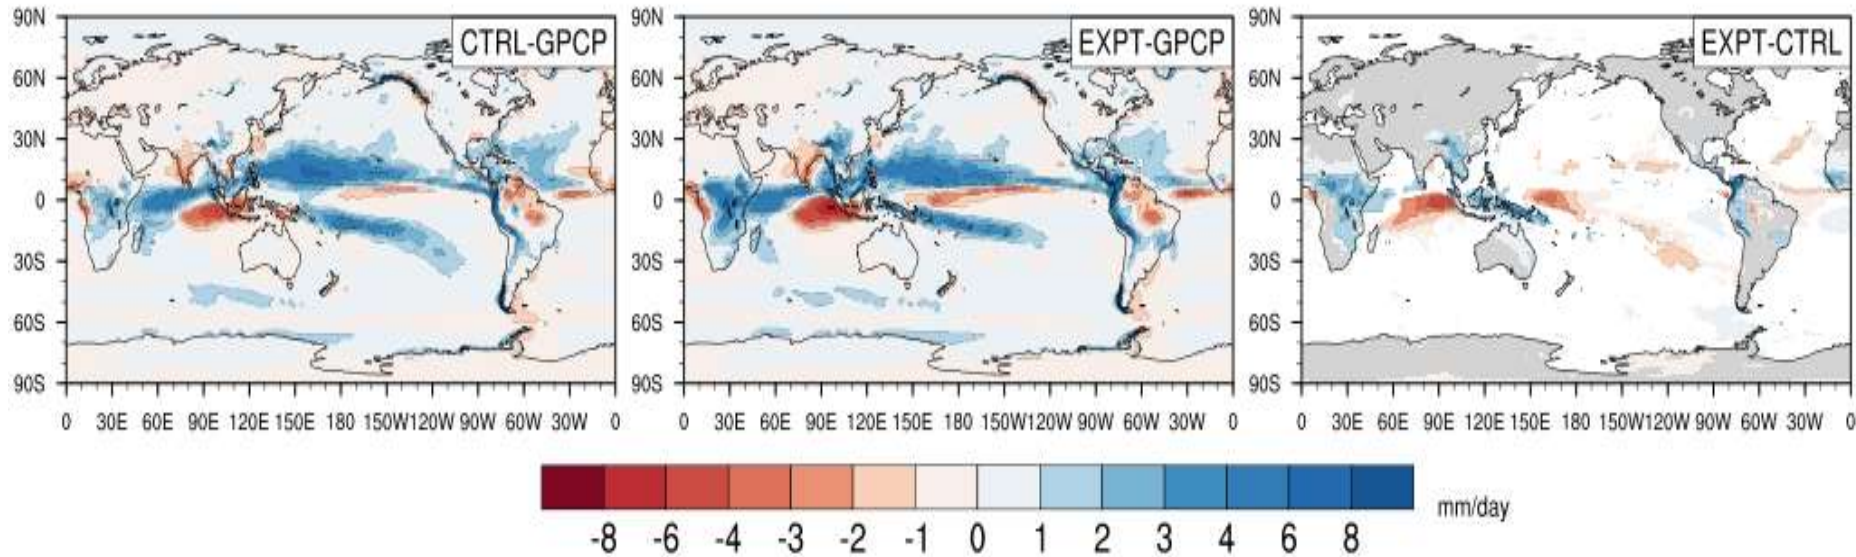 90N
60N
30N
0
30S
60S
90S
CTRL-GPCP
0 30E 60E 90E 120E 150E 180 150W 120W 90W 60W 30W 0
90N
60N
30N
0
30S
60S
90S
EXPT-GPCP
0 30E 60E 90E 120E 150E 180 150W 120W 90W 60W 30W 0
90N
60N
30N
0
30S
60S
90S
EXPT-CTRL
0 30E 60E 90E 120E 150E 180 150W 120W 90W 60W 30W 0
-8 -6 -4 -3 -2 -1 0 1 2 3 4 6 8
mm/day